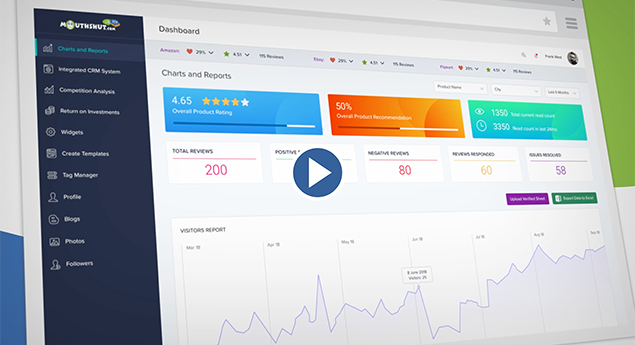 MOUTHSHUT.COM
Dashboard
Charts and Reports
Integrated CRM System
Competition Analysis
Return on Investments
Widgets
Create Templates
Tag Manager
Profile
Blogs
Photos
Followers
Amazon: 29% 4.51 115 Reviews
Ebay: 29% 4.51 115 Reviews
Flipkart: 29% 4.51 115 Reviews
Frank West
Charts and Reports
Product Name
City
Last 6 Months
4.65
Overall Product Rating
50%
Overall Product Recommendation
1350 Total current read count
3350 Read count in last 24hrs
TOTAL REVIEWS
200
POSITIVE
NEGATIVE REVIEWS
80
REVIEWS RESPONDED
60
ISSUES RESOLVED
58
Upload Verified Sheet
Export Data to Excel
VISITORS REPORT
Mar 18
Apr 18
May 18
Jun 18
Jul 18
Aug 18
Sep 18
8 June 2018
Visitors: 25